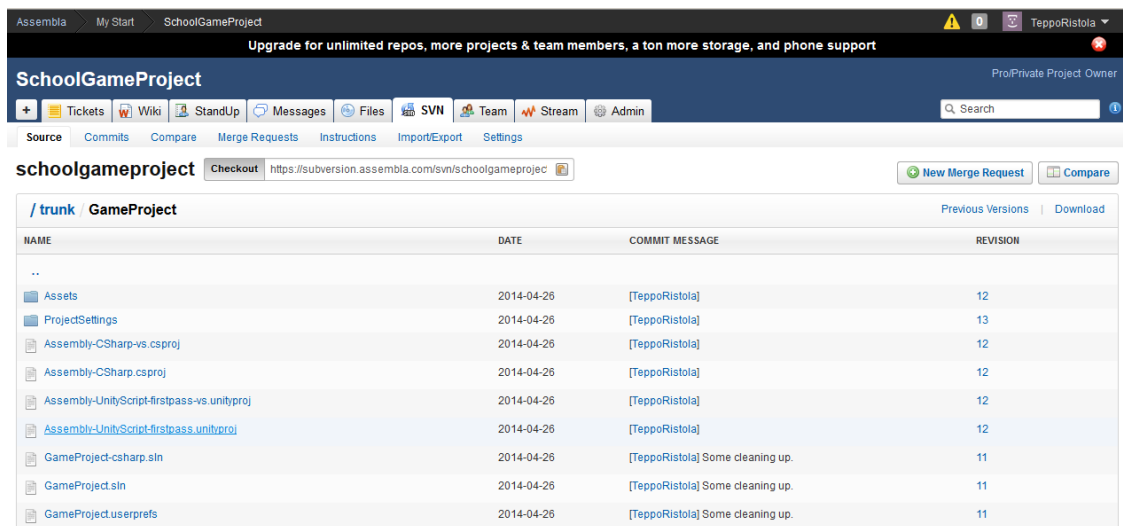 Assembla My Start SchoolGameProject 0 TeppoRistola
Upgrade for unlimited repos, more projects & team members, a ton more storage, and phone support
SchoolGameProject Pro/Private Project Owner
+ Tickets Wiki StandUp Messages Files SVN Team Stream Admin Search
Source Commits Compare Merge Requests Instructions Import/Export Settings
schoolgameproject Checkout https://subversion.assembla.com/svn/schoolgameprojec New Merge Request Compare
/ trunk / GameProject Previous Versions | Download
NAME DATE COMMIT MESSAGE REVISION
..
Assets 2014-04-26 [TeppoRistola] 12
ProjectSettings 2014-04-26 [TeppoRistola] 13
Assembly-CSharp-vs.csproj 2014-04-26 [TeppoRistola] 12
Assembly-CSharp.csproj 2014-04-26 [TeppoRistola] 12
Assembly-UnityScript-firstpass-vs.unityproj 2014-04-26 [TeppoRistola] 12
Assembly-UnityScript-firstpass.unityproj 2014-04-26 [TeppoRistola] 12
GameProject-csharp.sln 2014-04-26 [TeppoRistola] Some cleaning up. 11
GameProject.sln 2014-04-26 [TeppoRistola] Some cleaning up. 11
GameProject.userprefs 2014-04-26 [TeppoRistola] Some cleaning up. 11